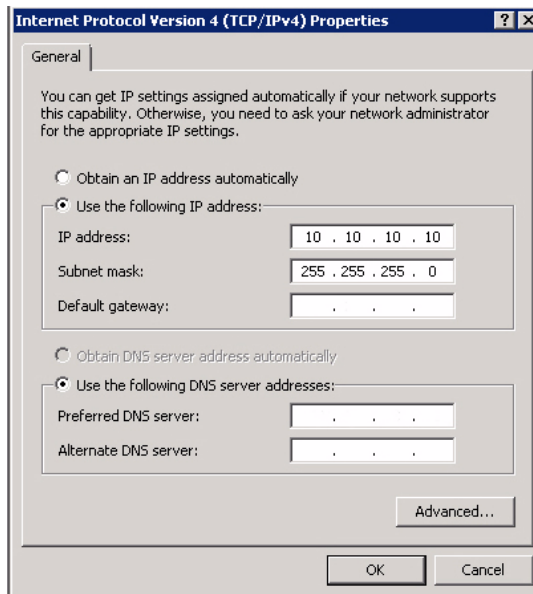 Internet Protocol Version 4 (TCP/IPv4) Properties
General
You can get IP settings assigned automatically if your network supports
this capability. Otherwise, you need to ask your network administrator
for the appropriate IP settings.
Obtain an IP address automatically
Use the following IP address:
IP address: 10 . 10 . 10 . 10
Subnet mask: 255 . 255 . 255 . 0
Default gateway: . . .
Obtain DNS server address automatically
Use the following DNS server addresses:
Preferred DNS server: . . .
Alternate DNS server: . . .
Advanced...
OK Cancel